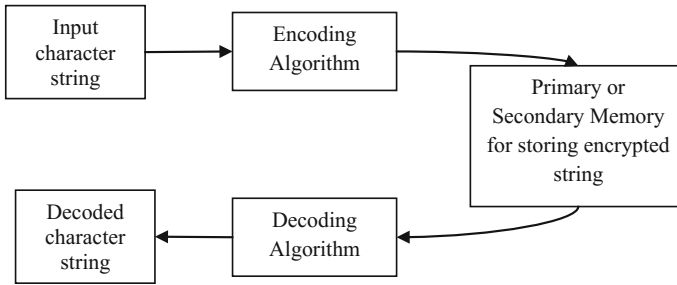 Input
character
string
Encoding
Algorithm
Primary or
Secondary Memory
for storing encrypted
string
Decoding
Algorithm
Decoded
character
string